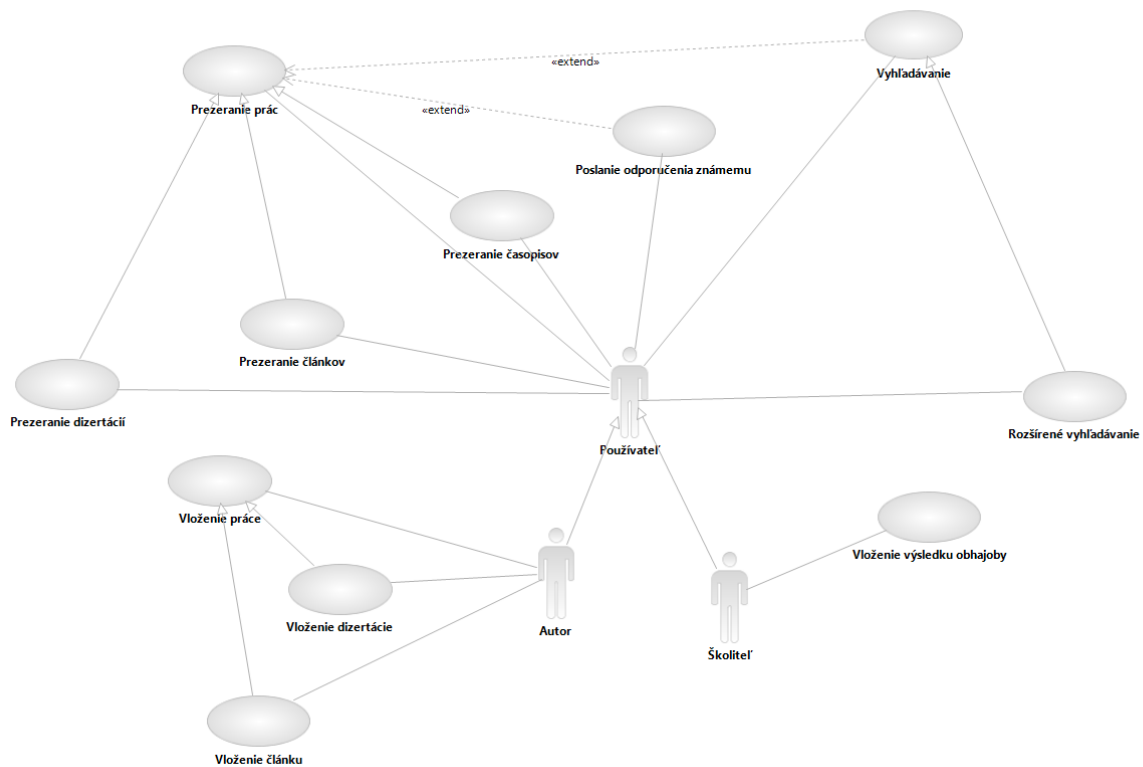 «extend»
Vyhľadávanie
Prezeranie prác
«extend»
Poslanie odporučenia známemu
Prezeranie časopisov
Prezeranie článkov
Prezeranie dizertácií
Rozšírené vyhľadávanie
Používateľ
Vloženie práce
Vloženie výsledku obhajoby
Vloženie dizertácie
Autor
Školiteľ
Vloženie článku